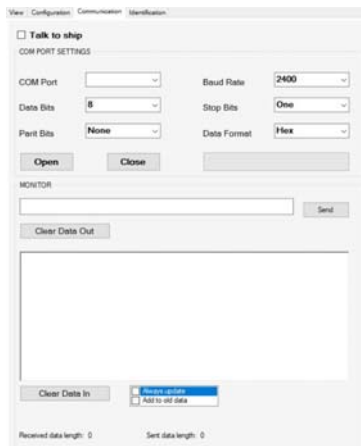 View Configuration Communication Identification
Talk to ship
COM PORT SETTINGS
COM Port Baud Rate 2400
Data Bits 8 Stop Bits One
Parit Bits None Data Format Hex
Open Close
MONITOR
Send
Clear Data Out
Clear Data In
Always update
Add to old data
Received data length: 0 Sent data length: 0